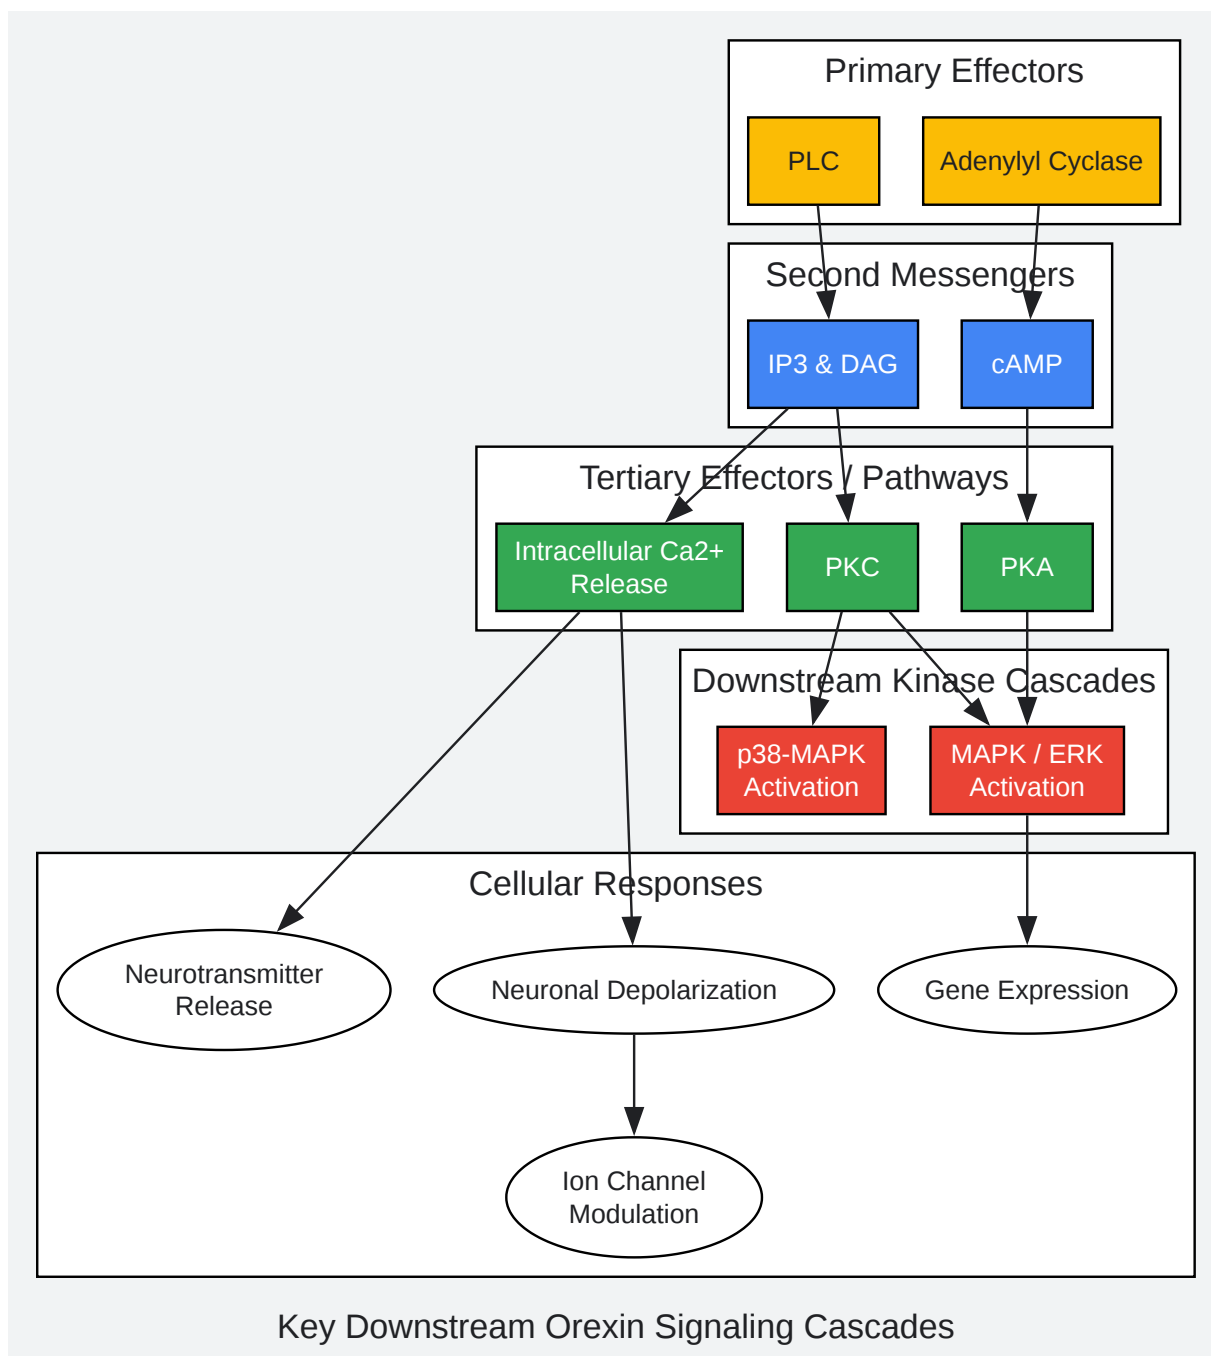 Primary Effectors
PLC
Adenylyl Cyclase
Second Messengers
IP3 & DAG
cAMP
Tertiary Effectors / Pathways
Intracellular Ca2+
Release
PKC
PKA
Downstream Kinase Cascades
p38-MAPK
Activation
MAPK / ERK
Activation
Cellular Responses
Neurotransmitter
Release
Neuronal Depolarization
Gene Expression
Ion Channel
Modulation
Key Downstream Orexin Signaling Cascades